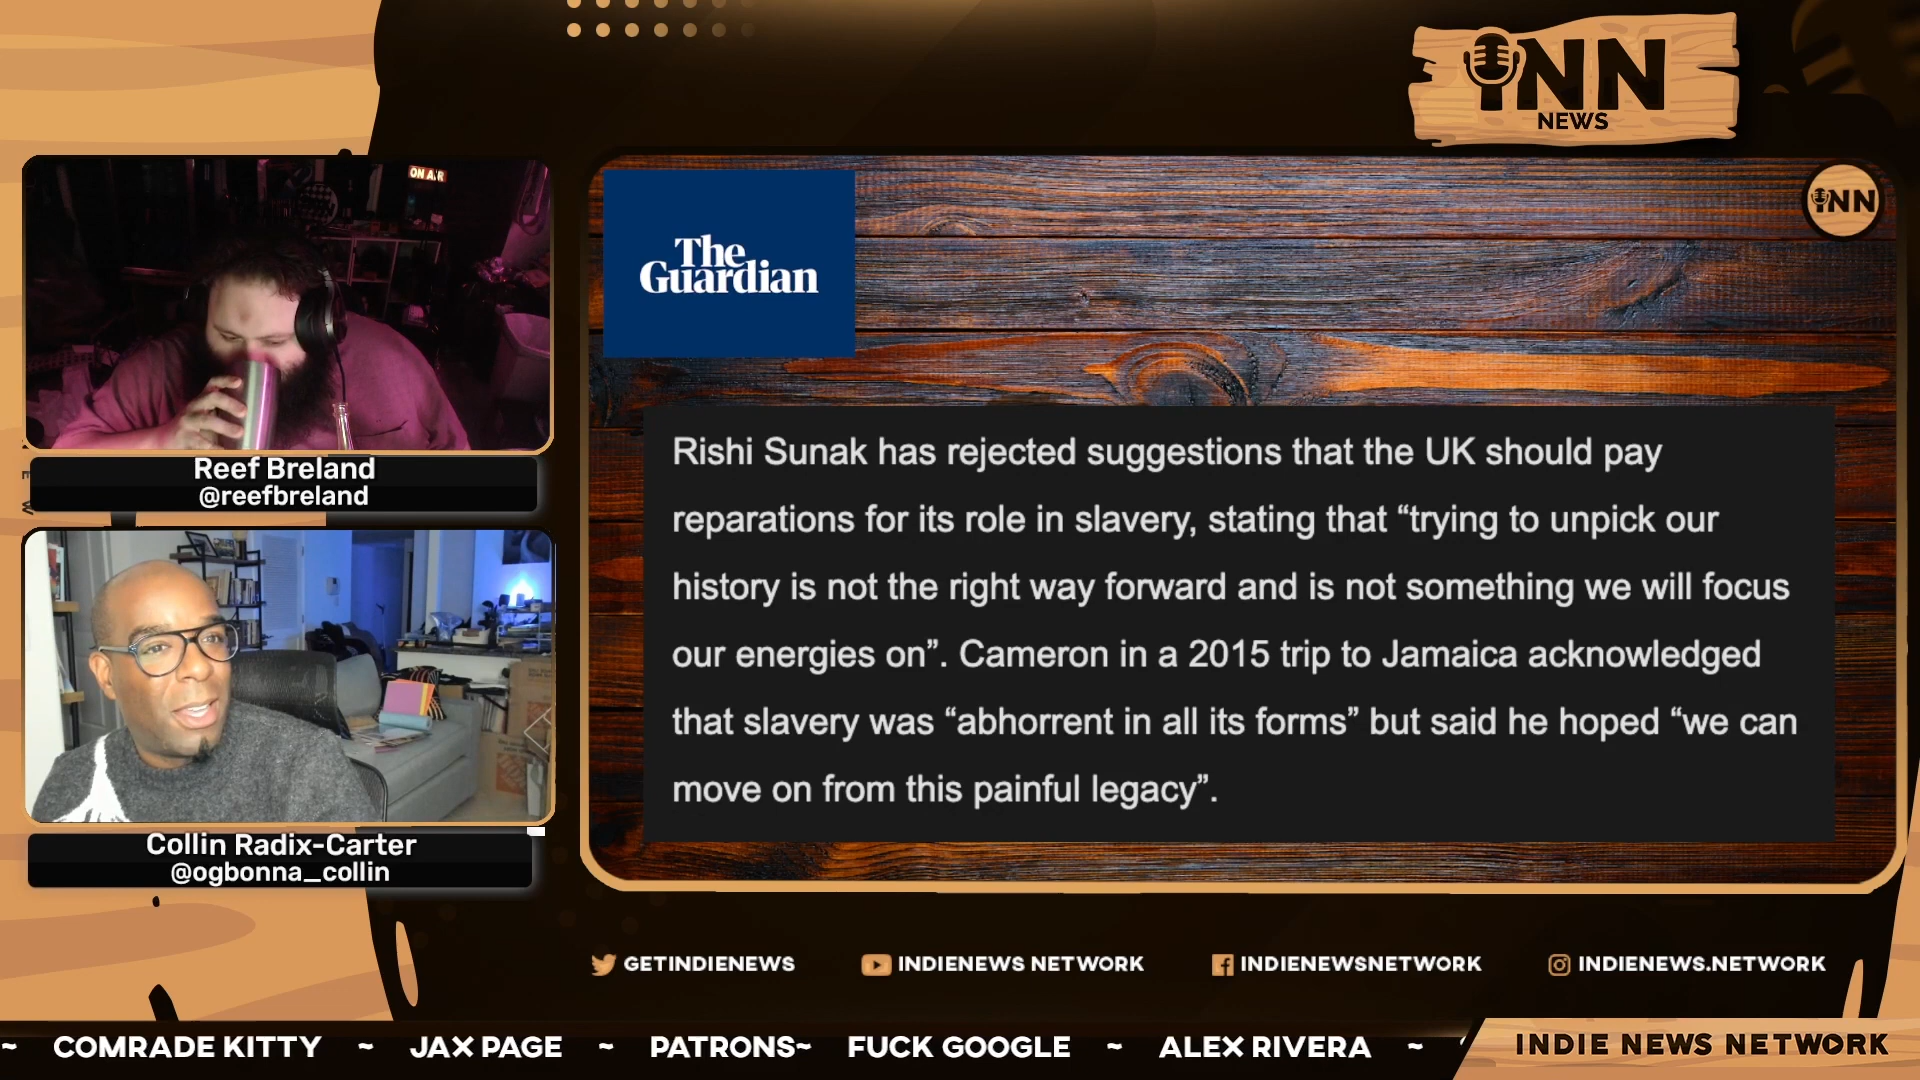 iNN
NEWS
ON AIR
iNN
The
Guardian
Rishi Sunak has rejected suggestions that the UK should pay
reparations for its role in slavery, stating that “trying to unpick our
history is not the right way forward and is not something we will focus
our energies on”. Cameron in a 2015 trip to Jamaica acknowledged
that slavery was “abhorrent in all its forms” but said he hoped “we can
move on from this painful legacy”.
Reef Breland
@reefbreland
Collin Radix-Carter
@ogbonna_collin
GETINDIENEWS
INDIENEWS NETWORK
INDIENEWSNETWORK
INDIENEWS.NETWORK
~ COMRADE KITTY ~ JAX PAGE ~ PATRONS~ FUCK GOOGLE ~ ALEX RIVERA ~
INDIE NEWS NETWORK